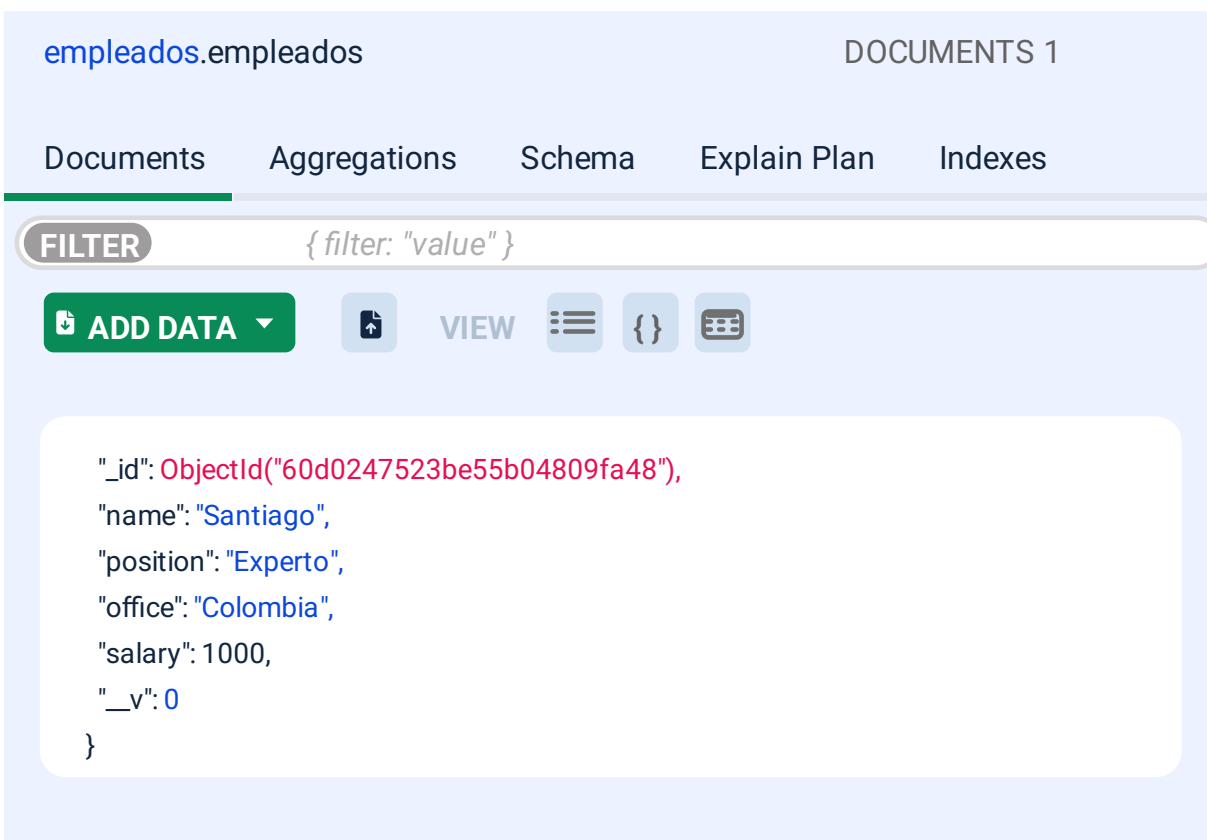 empleados.empleados DOCUMENTS 1
Documents Aggregations Schema Explain Plan Indexes
FILTER { filter: "value" }
ADD DATA VIEW { }
"_id": ObjectId("60d0247523be55b04809fa48"),
"name": "Santiago",
"position": "Experto",
"office": "Colombia",
"salary": 1000,
"__v": 0
}